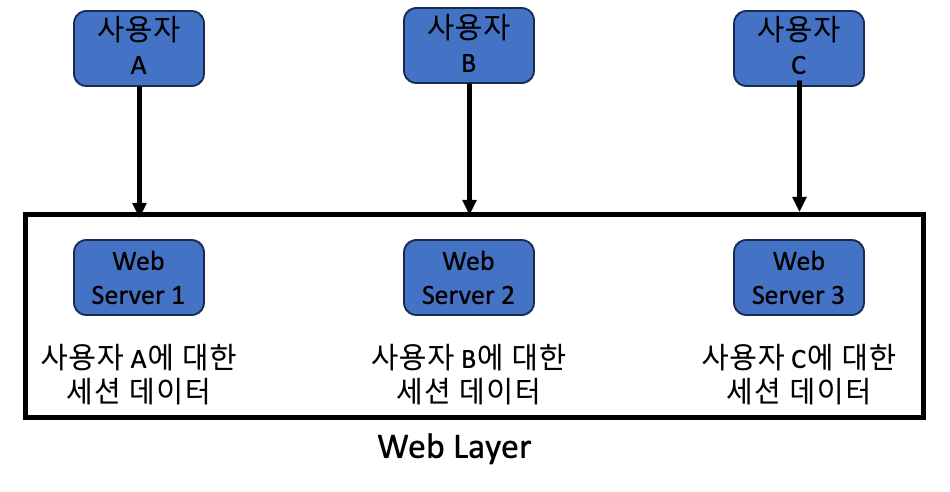 사용자
A
사용자
B
사용자
C
Web
Server 1
Web
Server 2
Web
Server 3
사용자 A에 대한
세션 데이터
사용자 B에 대한
세션 데이터
사용자 C에 대한
세션 데이터
Web Layer